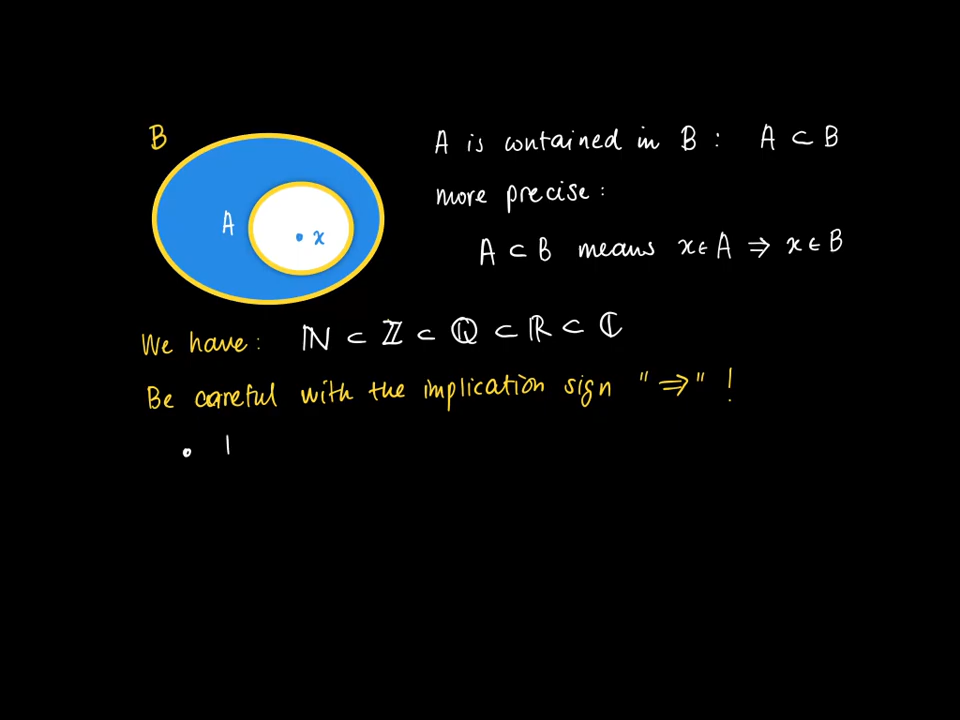 B
A
x
A is contained in B : A ⊂ B
more precise :
A ⊂ B means x ∈ A ⇒ x ∈ B
We have : ℕ ⊂ ℤ ⊂ ℚ ⊂ ℝ ⊂ ℂ
Be careful with the implication sign "⇒" !
•